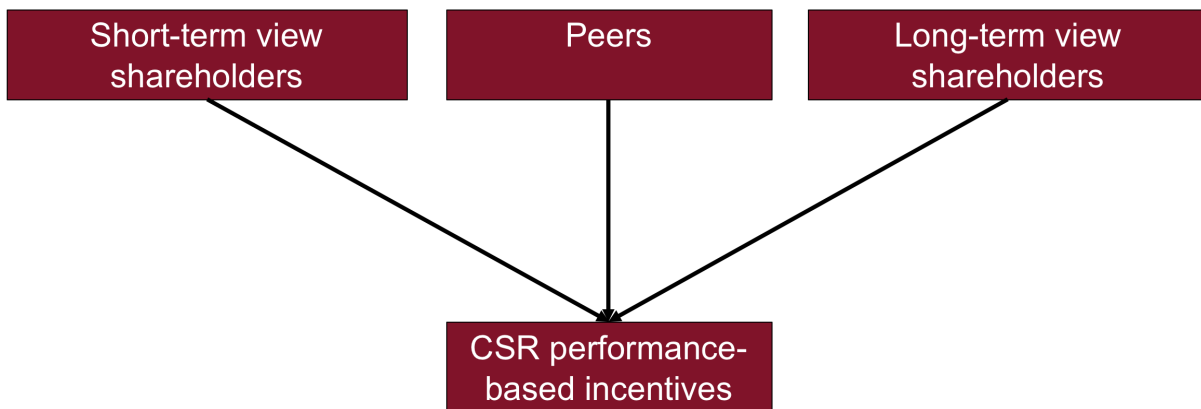 Short-term view
shareholders
Peers
Long-term view
shareholders
CSR performance-
based incentives